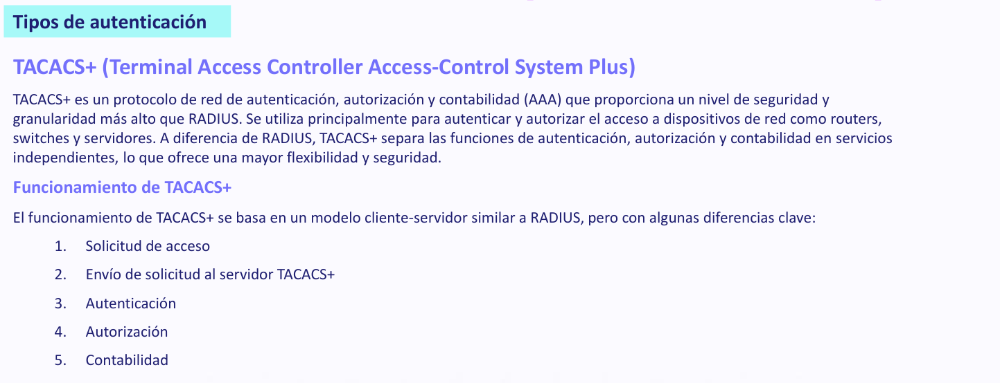 Tipos de autenticación
TACACS+ (Terminal Access Controller Access-Control System Plus)
TACACS+ es un protocolo de red de autenticación, autorización y contabilidad (AAA) que proporciona un nivel de seguridad y
granularidad más alto que RADIUS. Se utiliza principalmente para autenticar y autorizar el acceso a dispositivos de red como routers,
switches y servidores. A diferencia de RADIUS, TACACS+ separa las funciones de autenticación, autorización y contabilidad en servicios
independientes, lo que ofrece una mayor flexibilidad y seguridad.
Funcionamiento de TACACS+
El funcionamiento de TACACS+ se basa en un modelo cliente-servidor similar a RADIUS, pero con algunas diferencias clave:
1. Solicitud de acceso
2. Envío de solicitud al servidor TACACS+
3. Autenticación
4. Autorización
5. Contabilidad